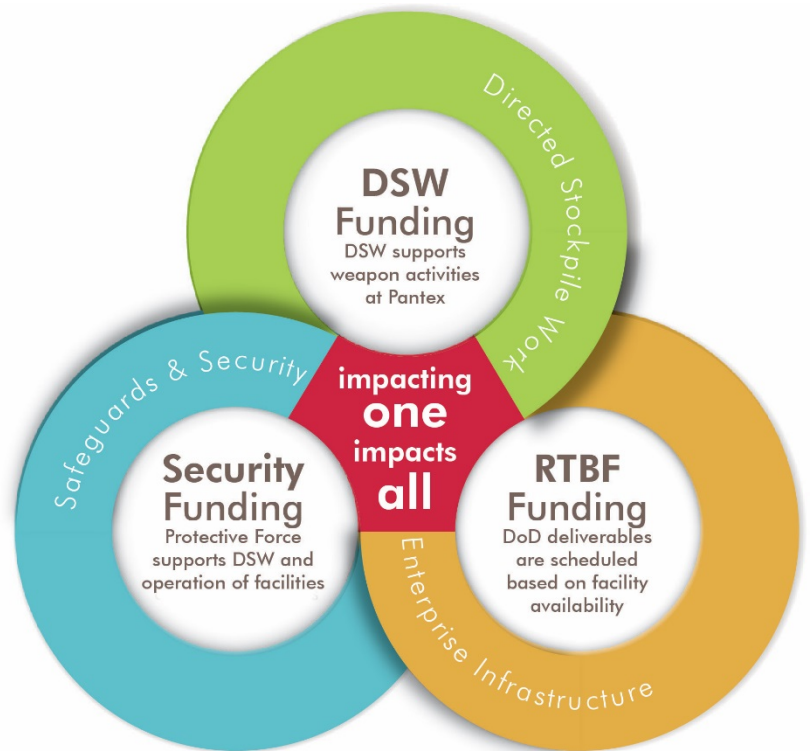 Directed Stockpile Work
DSW
Funding
DSW supports
weapon activities
at Pantex
Safeguards & Security
impacting
one
impacts
all
Security
Funding
Protective Force
supports DSW and
operation of facilities
RTBF
Funding
DoD deliverables
are scheduled
based on facility
availability
Enterprise Infrastructure